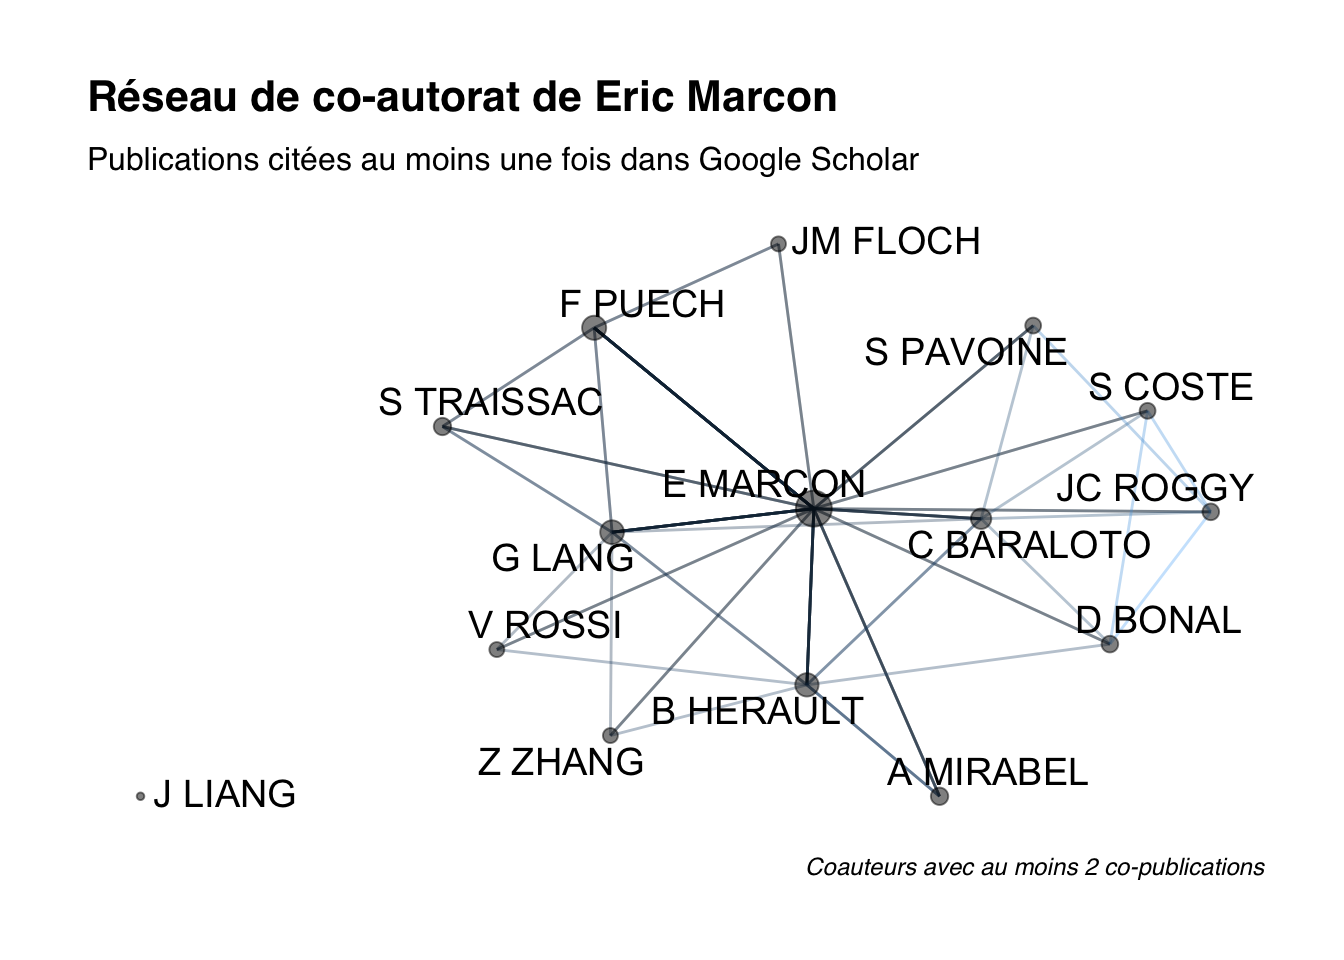 Réseau de co-autorat de Eric Marcon
Publications citées au moins une fois dans Google Scholar
JM FLOCH
F PUECH
S PAVOINE
S COSTE
S TRAISSAC
E MARCON
JC ROGGY
C BARALOTO
G LANG
V ROSSI
D BONAL
B HERAULT
Z ZHANG
A MIRABEL
J LIANG
Coauteurs avec au moins 2 co-publications